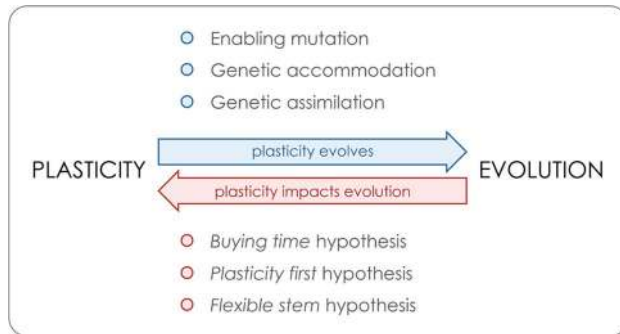 Enabling mutation
Genetic accommodation
Genetic assimilation
plasticity evolves
PLASTICITY
EVOLUTION
plasticity impacts evolution
Buying time hypothesis
Plasticity first hypothesis
Flexible stem hypothesis